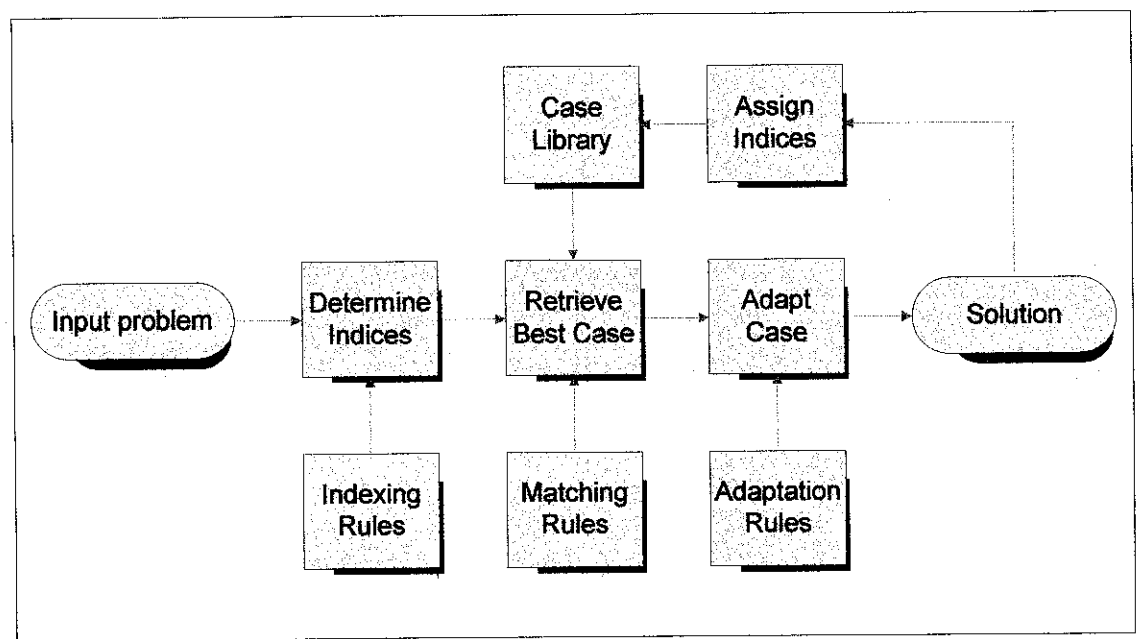 Case
Library
Assign
Indices
Input problem
Determine
Indices
Retrieve
Best Case
Adapt
Case
Solution
Indexing
Rules
Matching
Rules
Adaptation
Rules